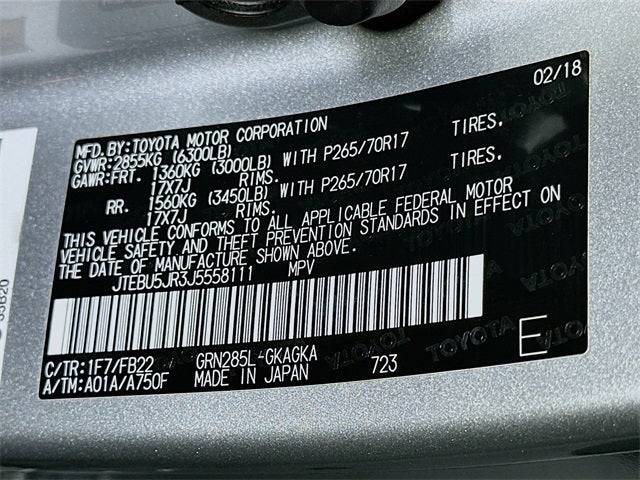 02/18
MFD.BY:TOYOTA MOTOR CORPORATION
GVWR:2855KG (6300LB)
GAWR:FRT. 1360KG (3000LB) WITH P265/70R17 TIRES.
17X7J RIMS.
RR. 1560KG (3450LB) WITH P265/70R17 TIRES.
17X7J RIMS.
THIS VEHICLE CONFORMS TO ALL APPLICABLE FEDERAL MOTOR
VEHICLE SAFETY AND THEFT PREVENTION STANDARDS IN EFFECT ON
THE DATE OF MANUFACTURE SHOWN ABOVE.
JTEBU5JR3J5558111 MPV
C/TR:1F7/FB22 GRN285L-GKAGKA
A/TM:A01A/A750F MADE IN JAPAN 723 E
TOYOTA